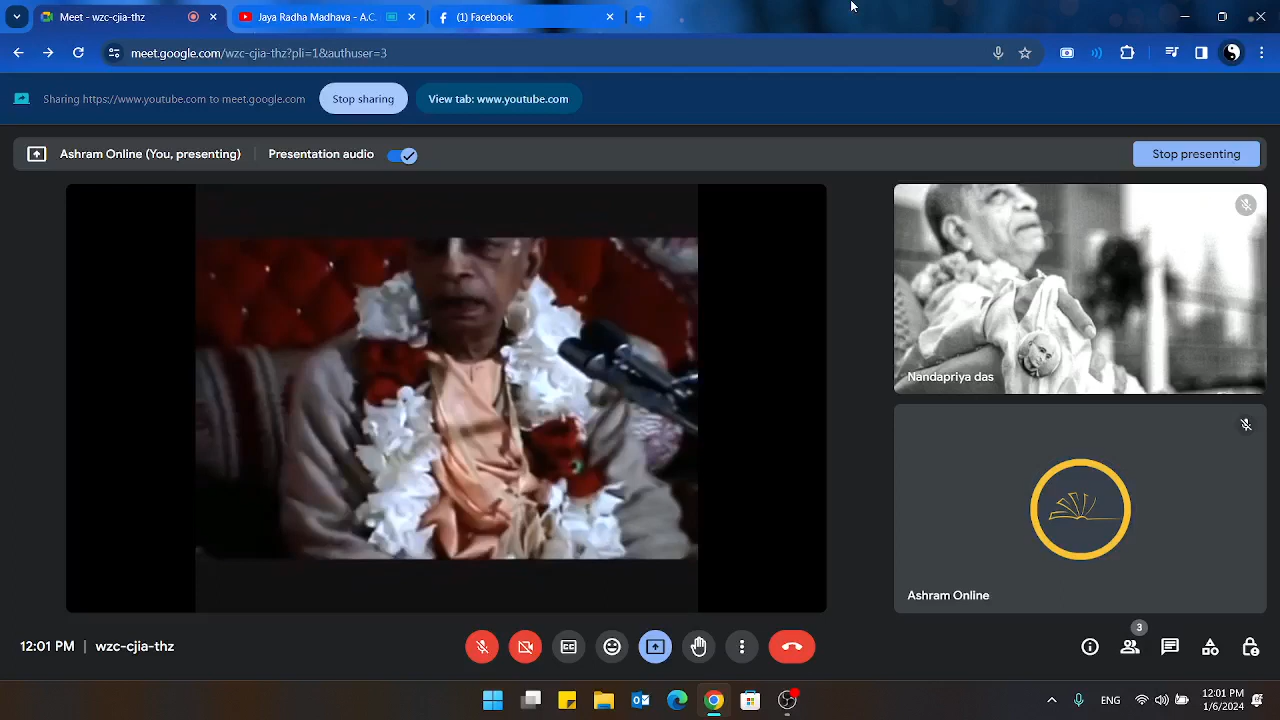 Meet - wzc-cjia-thz
Jaya Radha Madhava - A.C.
(1) Facebook
meet.google.com/wzc-cjia-thz?pli=1&authuser=3
Sharing https://www.youtube.com to meet.google.com
Stop sharing
View tab: www.youtube.com
Ashram Online (You, presenting)
Presentation audio
Stop presenting
Nandapriya das
Ashram Online
12:01 PM | wzc-cjia-thz
3
ENG
12:01 PM
1/6/2024